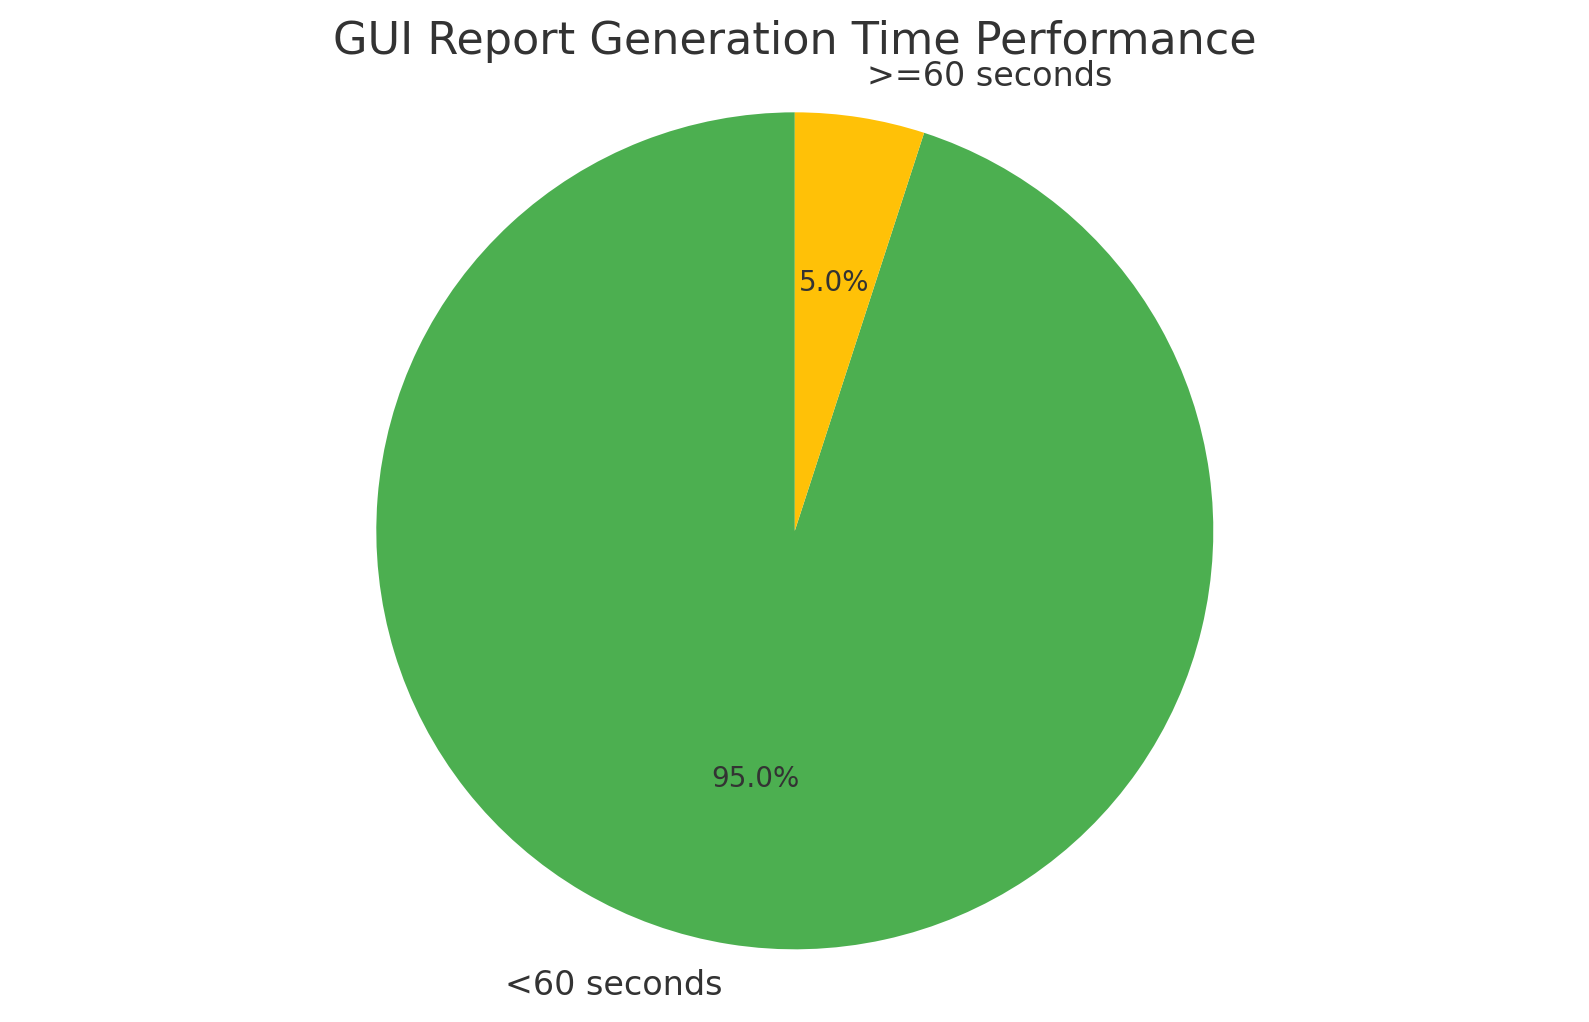 GUI Report Generation Time Performance
>=60 seconds
5.0%
95.0%
<60 seconds